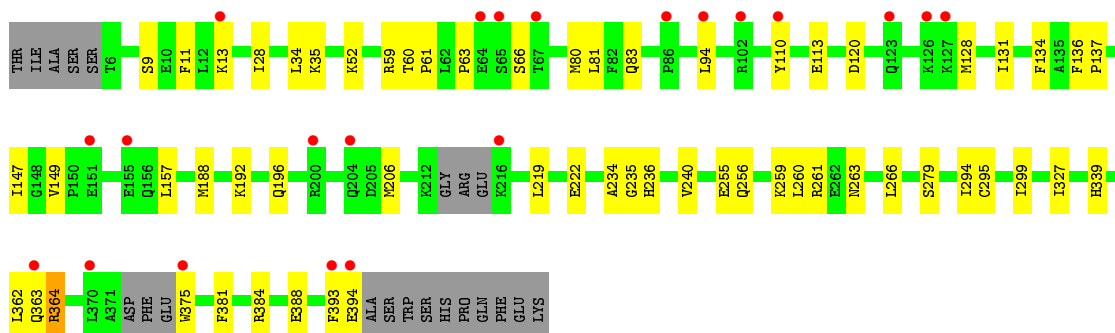 THR ILE ALA SER SER T6 S9 E10 F11 L12 K13 I28 L34 K35 K52 R59 T60 P61 L62 P63 E64 S65 S66 T67 M80 L81 F82 Q83 P86 L94 R102 Y110 E113 D120 Q123 K126 K127 M128 I131 F134 A135 F136 P137
I147 G148 V149 P150 E151 E155 Q156 L157 M188 K192 Q196 R200 Q204 D205 M206 K212 GLY ARG GLU K216 L219 E222 A234 G235 H236 V240 E255 Q256 K259 L260 R261 E262 N263 L266 S279 I294 C295 I299 I327 H339
L362 Q363 R364 L370 A371 ASP PHE GLU W375 F381 R384 E388 F393 E394 ALA SER TRP SER HIS PRO GLN PHE GLU LYS